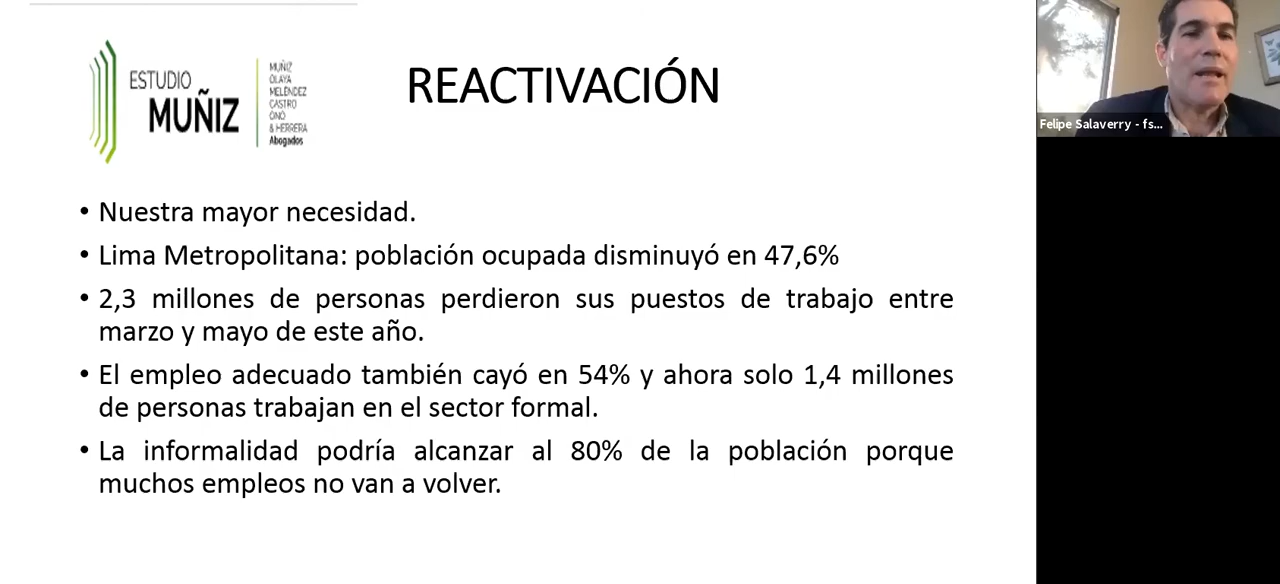 ESTUDIO
MUÑIZ
MUÑIZ
OLAYA
MELÉNDEZ
CASTRO
ONO
& HERRERA
Abogados
REACTIVACIÓN
• Nuestra mayor necesidad.
• Lima Metropolitana: población ocupada disminuyó en 47,6%
• 2,3 millones de personas perdieron sus puestos de trabajo entre
marzo y mayo de este año.
• El empleo adecuado también cayó en 54% y ahora solo 1,4 millones
de personas trabajan en el sector formal.
• La informalidad podría alcanzar al 80% de la población porque
muchos empleos no van a volver.
Felipe Salaverry - fs...